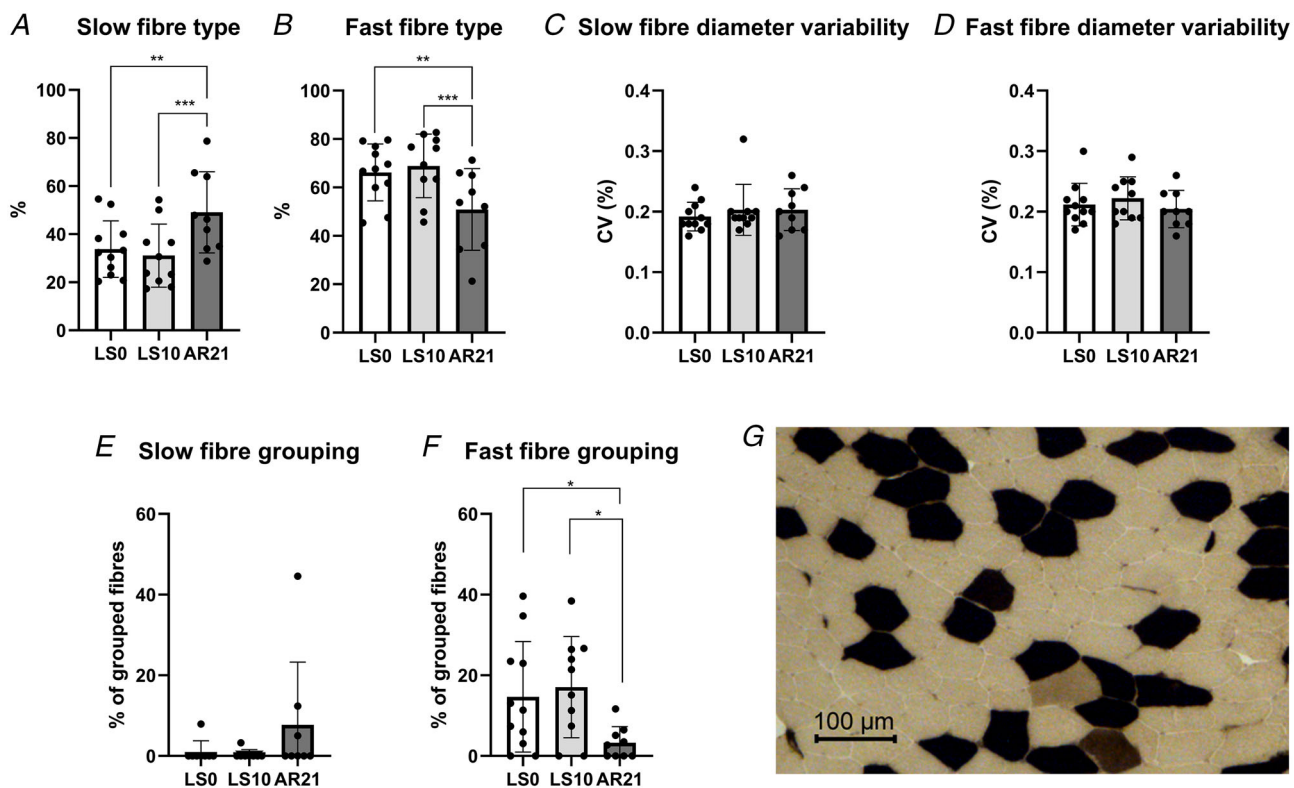 A Slow fibre type
B Fast fibre type
C Slow fibre diameter variability
D Fast fibre diameter variability
**
***
100
80
60
40
20
0
%
LS0 LS10 AR21
**
***
100
80
60
40
20
0
%
LS0 LS10 AR21
0.4
0.3
0.2
0.1
0.0
CV (%)
LS0 LS10 AR21
0.4
0.3
0.2
0.1
0.0
CV (%)
LS0 LS10 AR21
E Slow fibre grouping
F Fast fibre grouping
G
60
40
20
0
% of grouped fibres
LS0 LS10 AR21
*
*
60
40
20
0
% of grouped fibres
LS0 LS10 AR21
100 µm